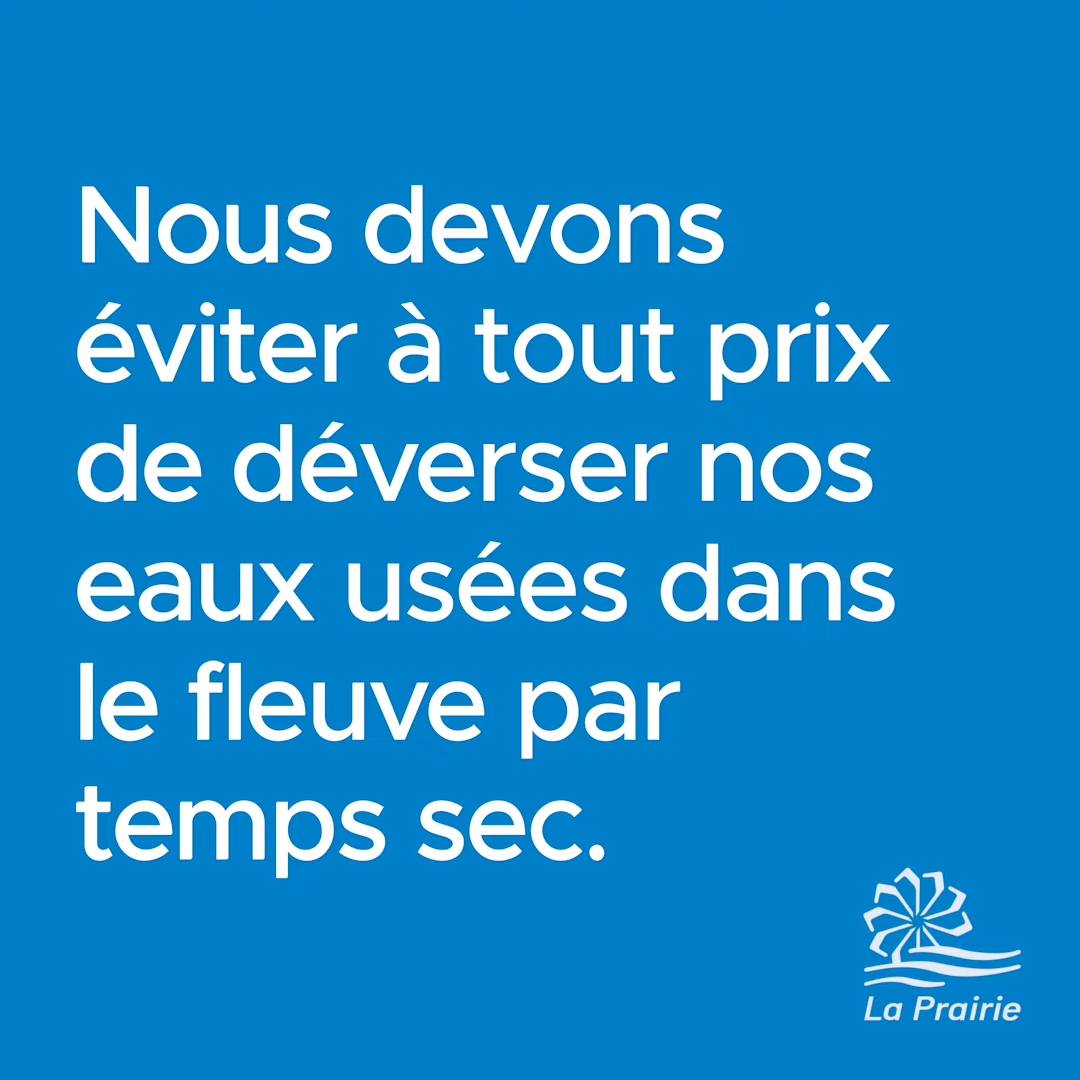 Nous devons
éviter à tout prix
de déverser nos
eaux usées dans
le fleuve par
temps sec.
La Prairie